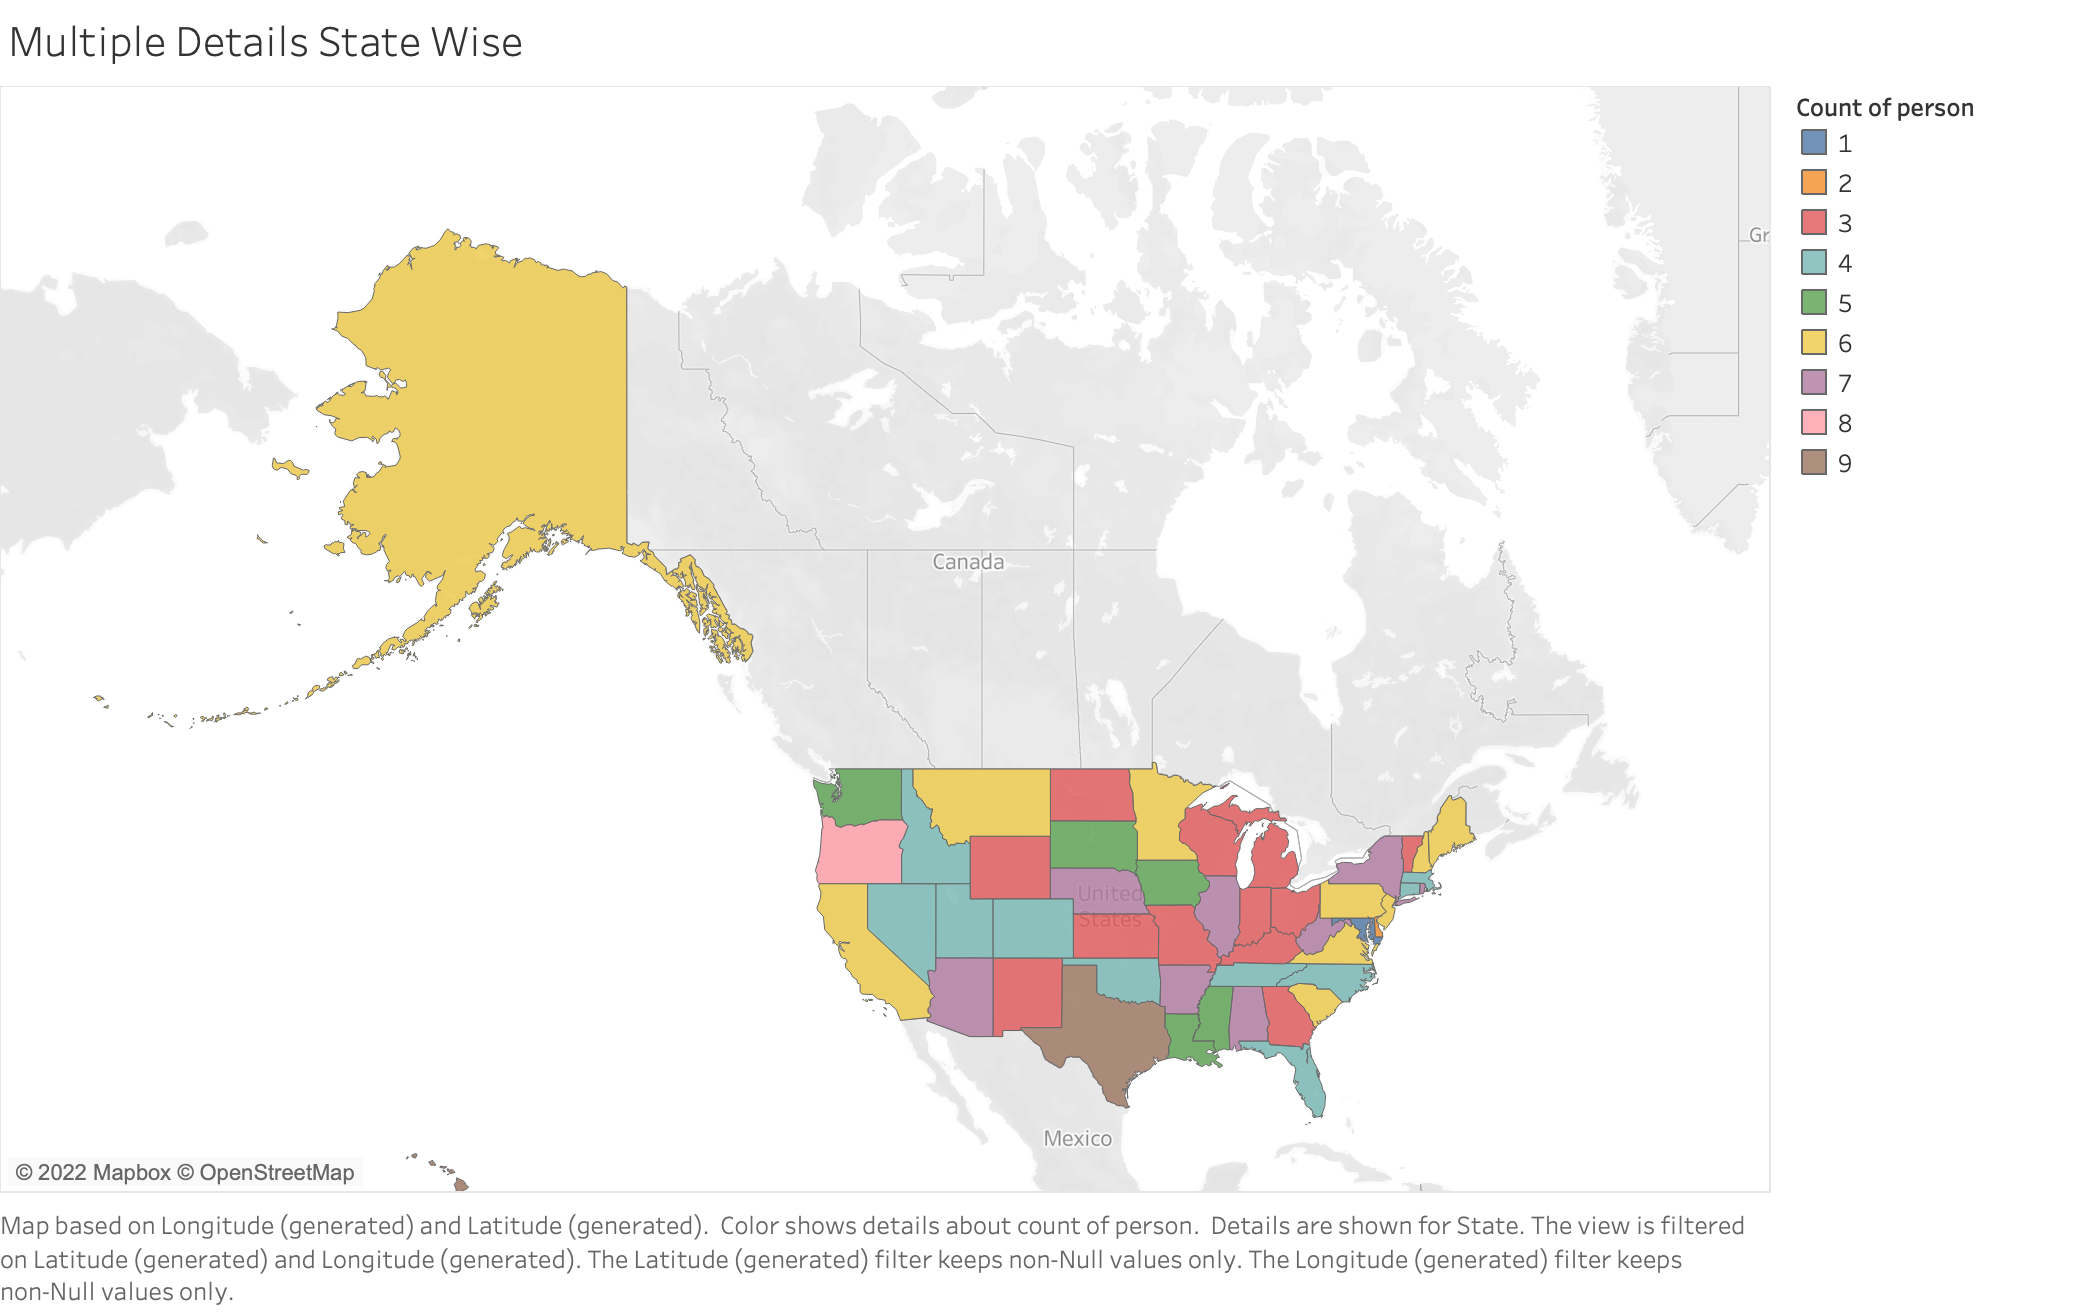 Multiple Details State Wise
Count of person
1
2
3
4
5
6
7
8
9
Gr
Canada
United
States
Mexico
© 2022 Mapbox © OpenStreetMap
Map based on Longitude (generated) and Latitude (generated).  Color shows details about count of person.  Details are shown for State. The view is filtered
on Latitude (generated) and Longitude (generated). The Latitude (generated) filter keeps non-Null values only. The Longitude (generated) filter keeps
non-Null values only.